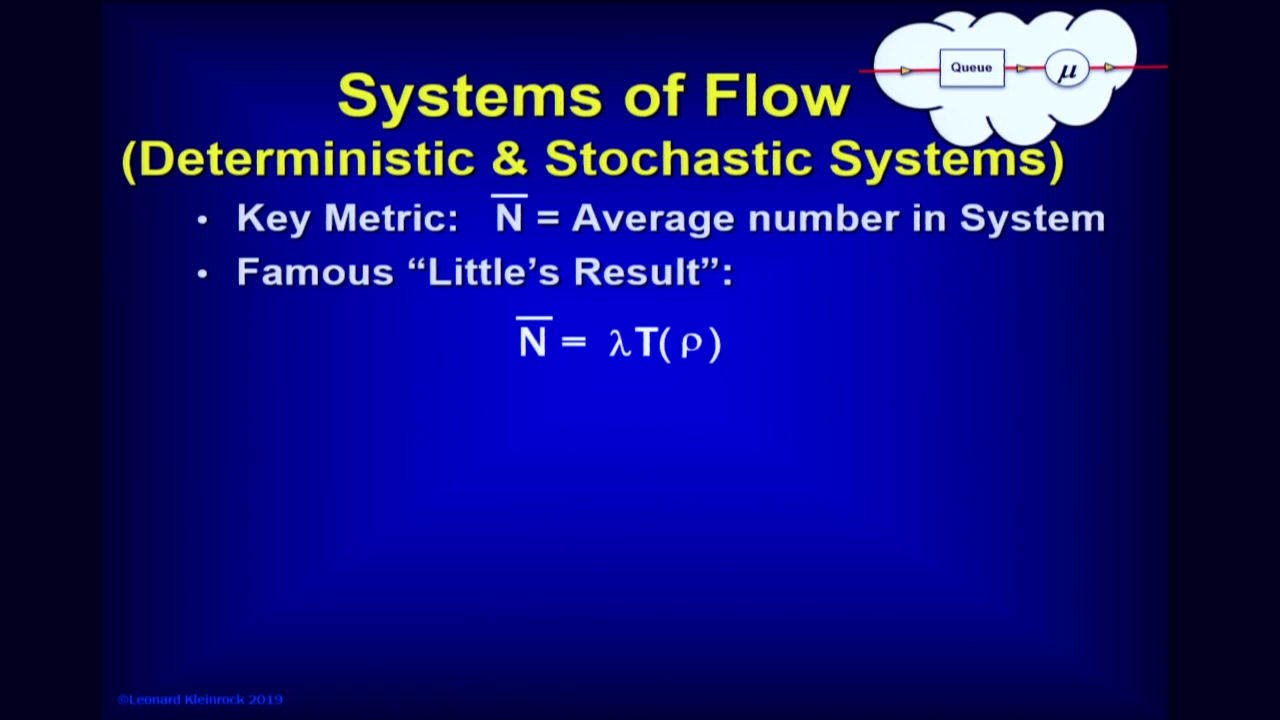 Queue
μ
Systems of Flow
(Deterministic & Stochastic Systems)
• Key Metric: N̅ = Average number in System
• Famous “Little’s Result”:
N̅ = λT(ρ)
©Leonard Kleinrock 2019